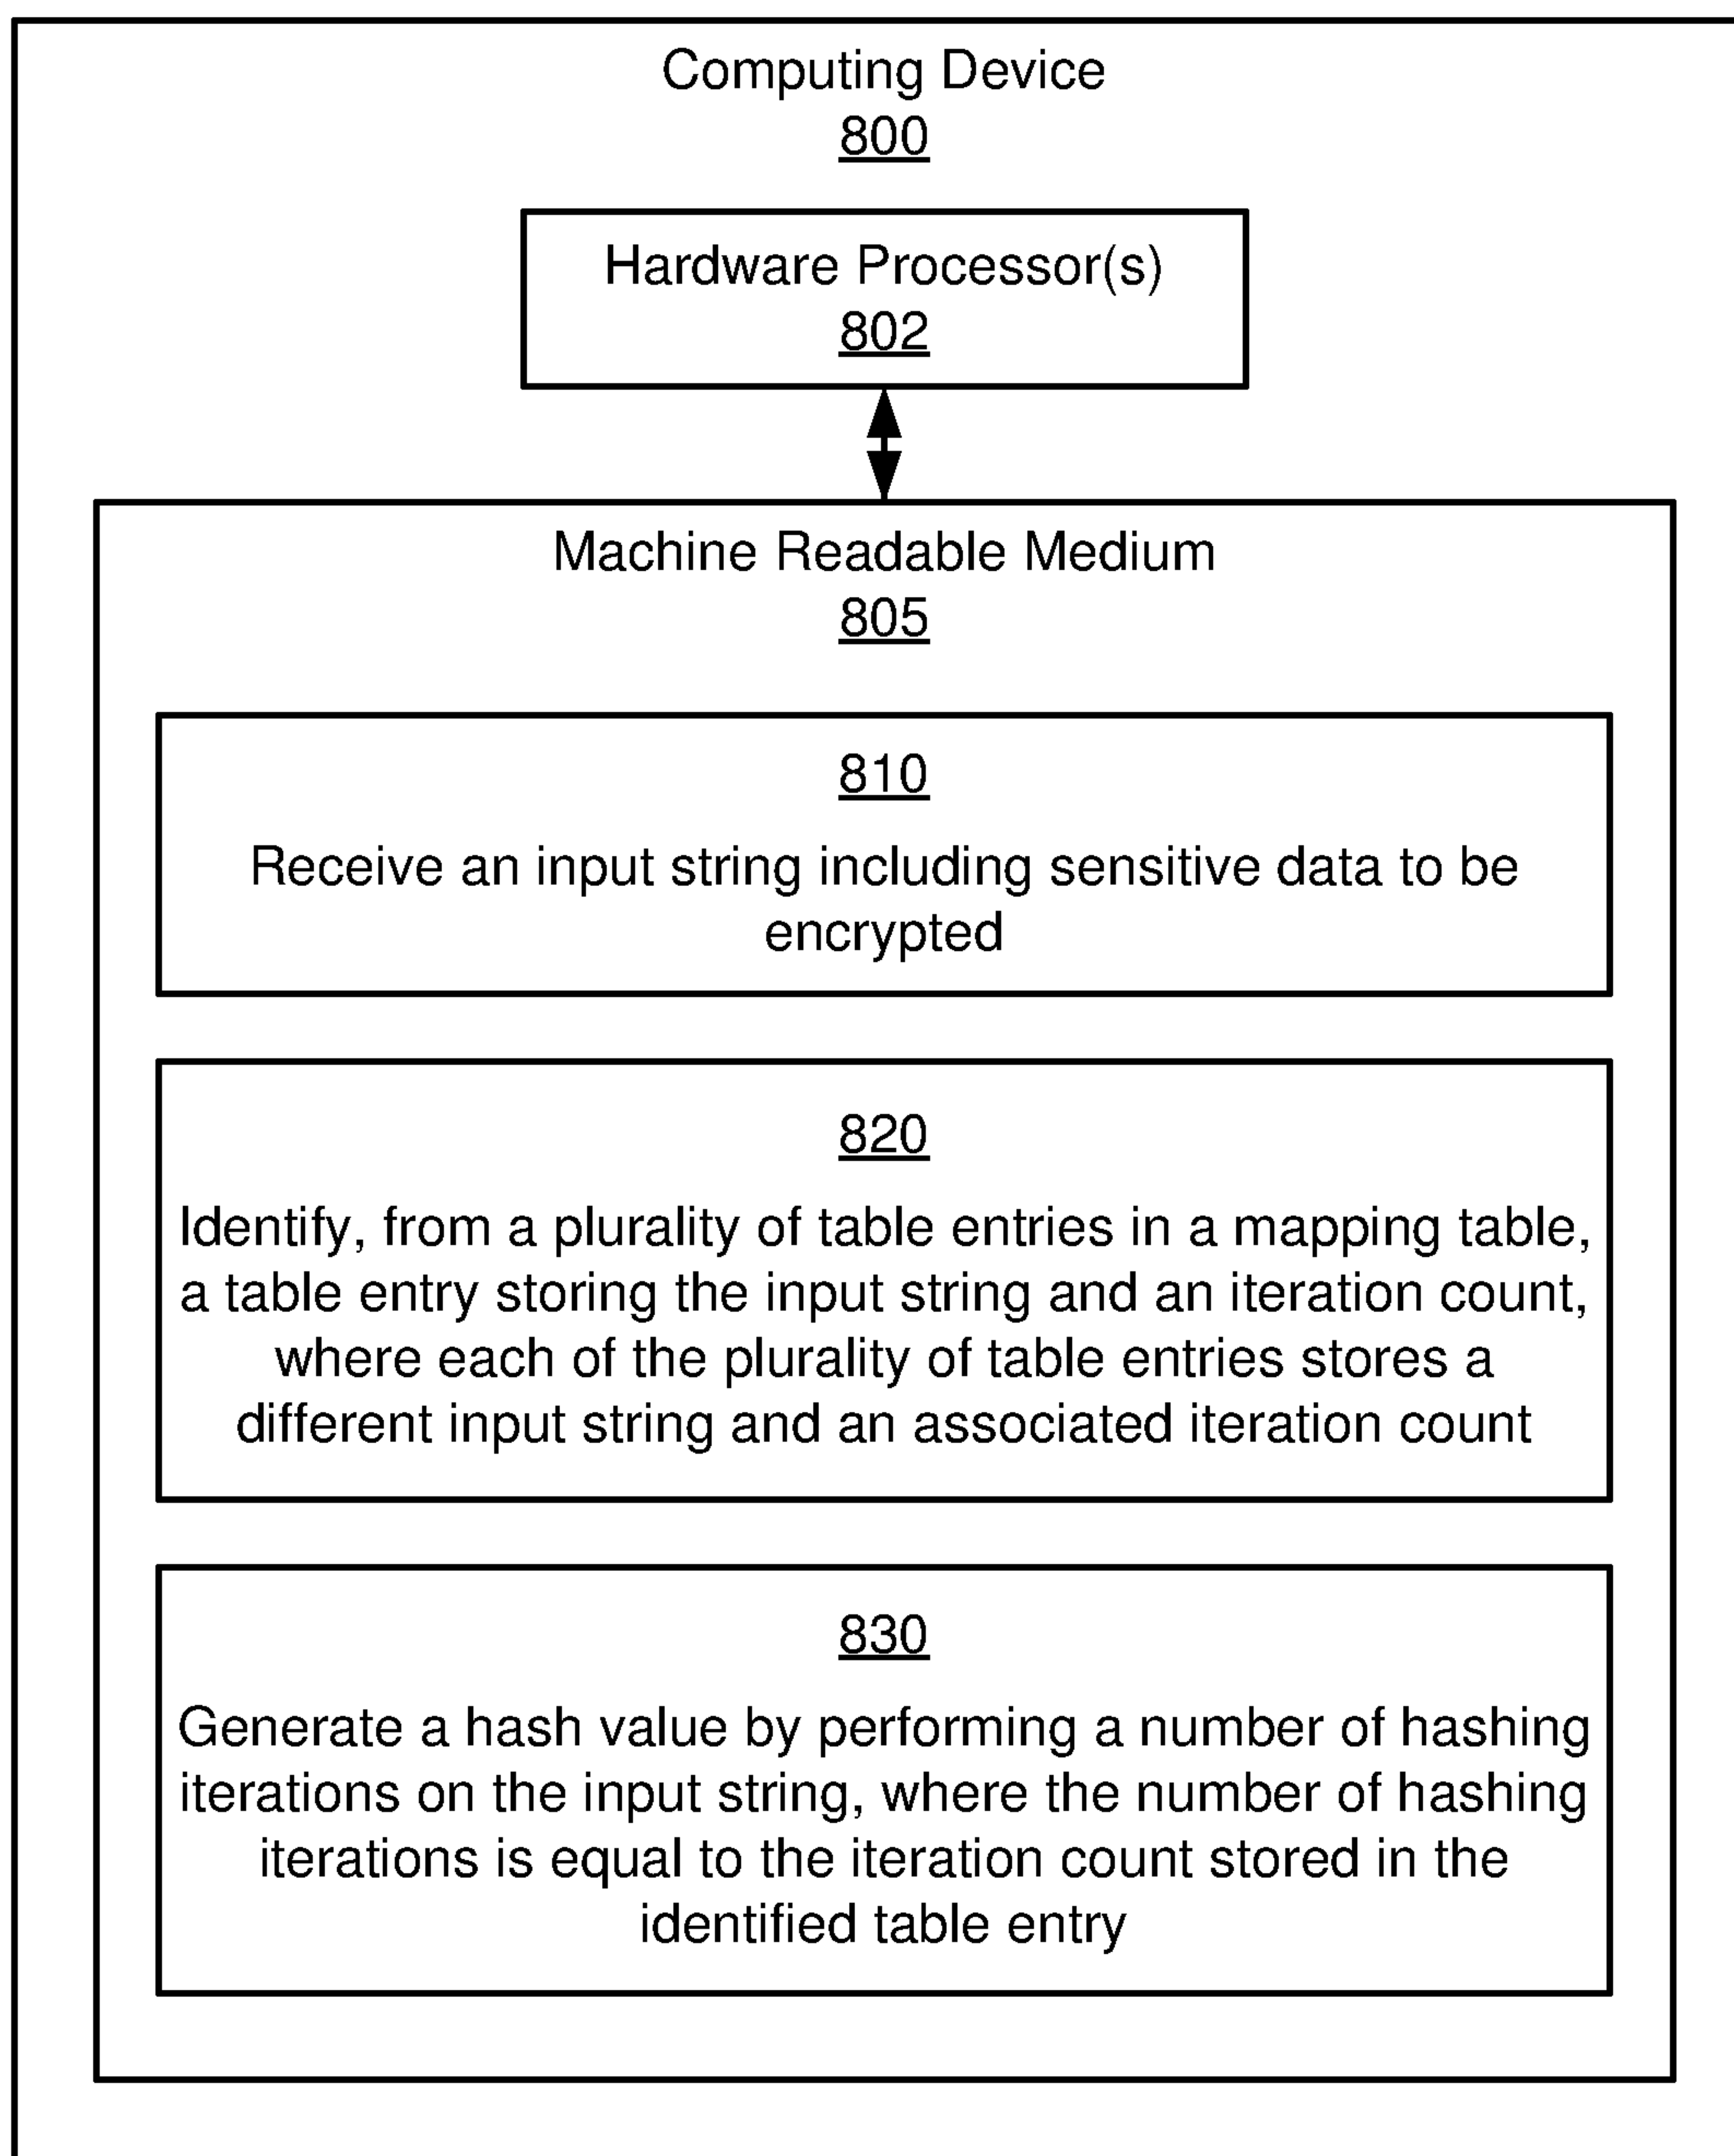 Computing Device
800
Hardware Processor(s)
802
Machine Readable Medium
805
810
Receive an input string including sensitive data to be
encrypted
820
Identify, from a plurality of table entries in a mapping table,
a table entry storing the input string and an iteration count,
where each of the plurality of table entries stores a
different input string and an associated iteration count
830
Generate a hash value by performing a number of hashing
iterations on the input string, where the number of hashing
iterations is equal to the iteration count stored in the
identified table entry